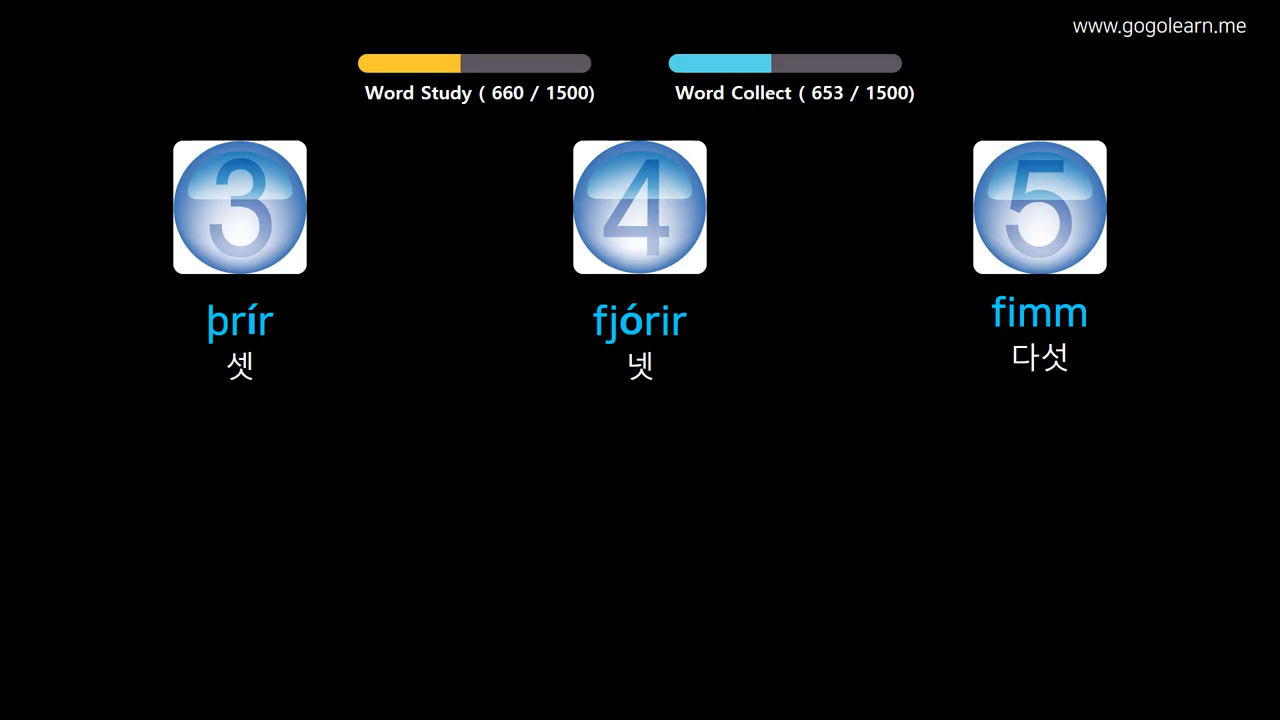 www.gogolearn.me
Word Study ( 660 / 1500)
Word Collect ( 653 / 1500)
3
4
5
þrír
셋
fjórir
넷
fimm
다섯